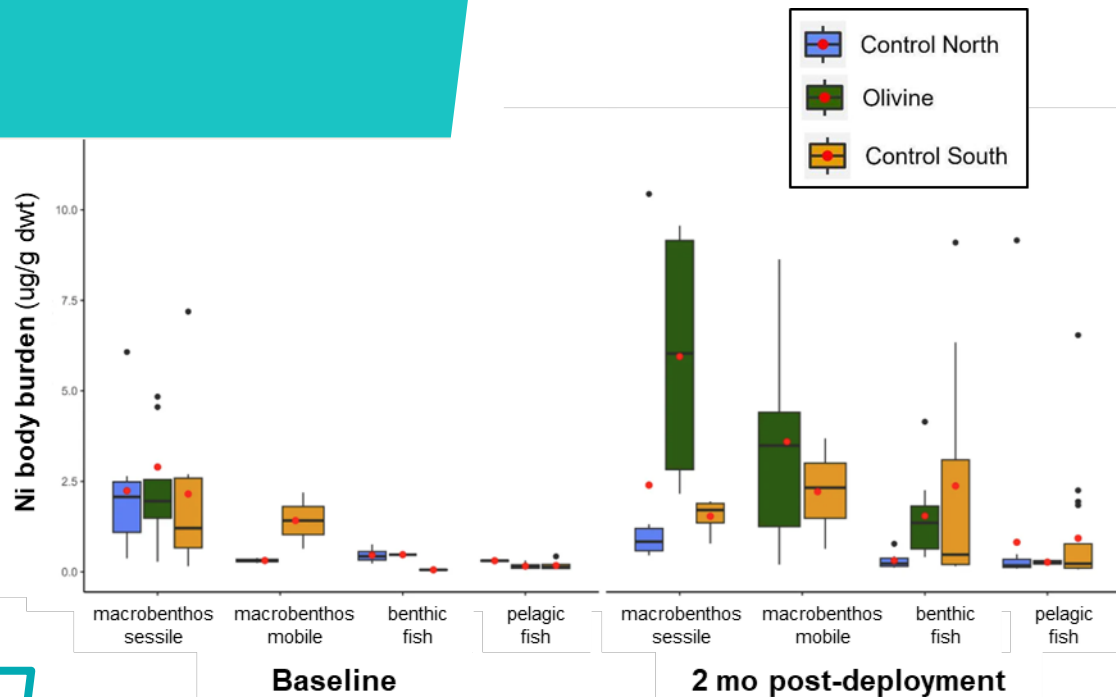 Control North
Olivine
Control South
Ni body burden (ug/g dwt)
10.0
7.5
5.0
2.5
0.0
macrobenthos
sessile
macrobenthos
mobile
benthic
fish
pelagic
fish
macrobenthos
sessile
macrobenthos
mobile
benthic
fish
pelagic
fish
Baseline
2 mo post-deployment